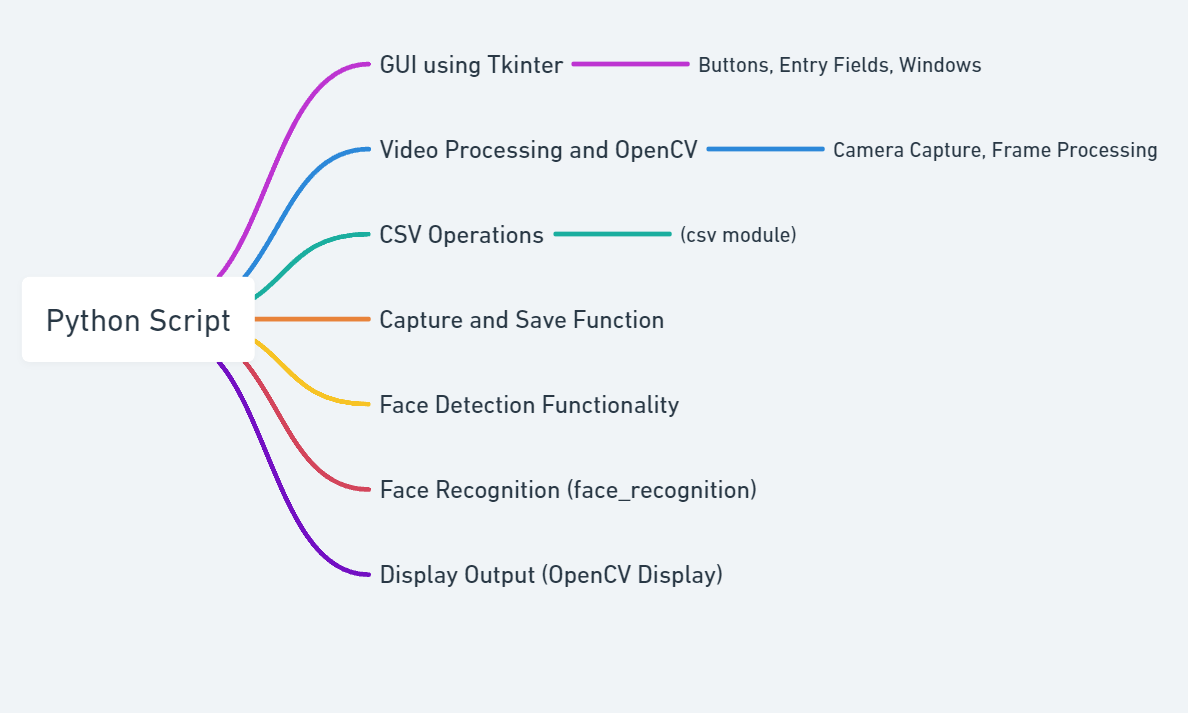 GUI using Tkinter
Buttons, Entry Fields, Windows
Video Processing and OpenCV
Camera Capture, Frame Processing
CSV Operations
(csv module)
Python Script
Capture and Save Function
Face Detection Functionality
Face Recognition (face_recognition)
Display Output (OpenCV Display)